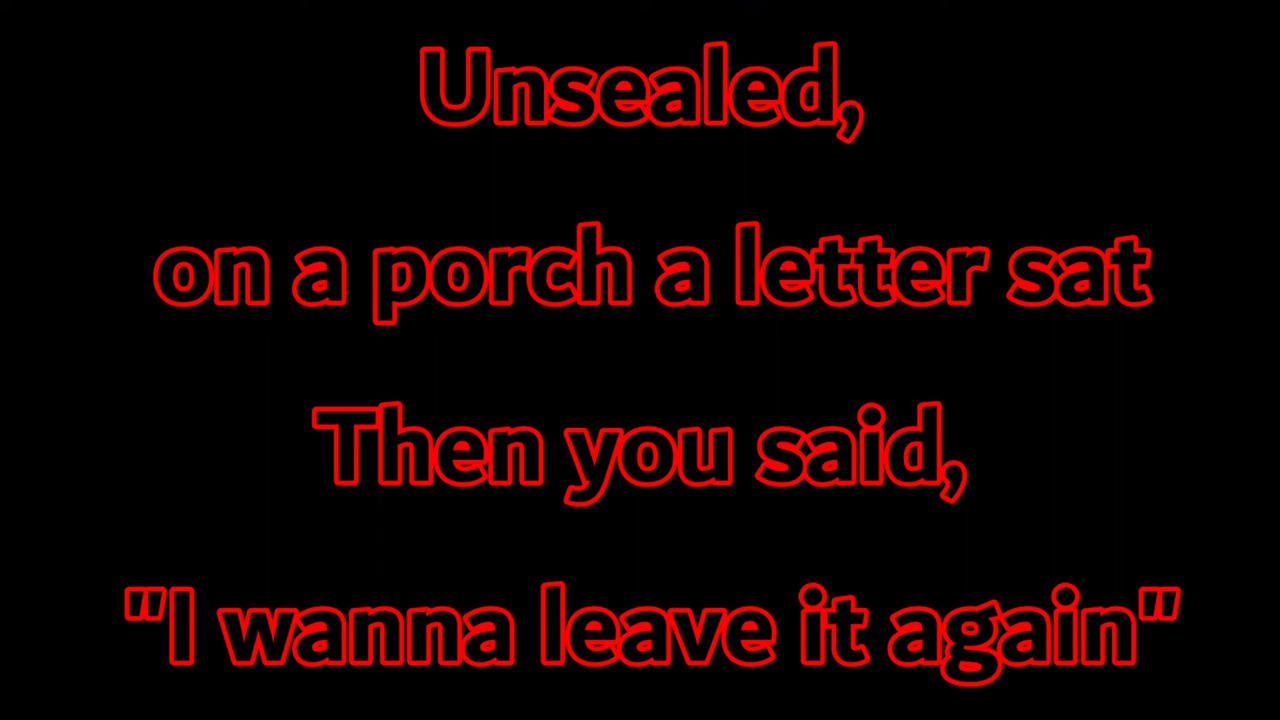 Unsealed,
on a porch a letter sat
Then you said,
"I wanna leave it again"